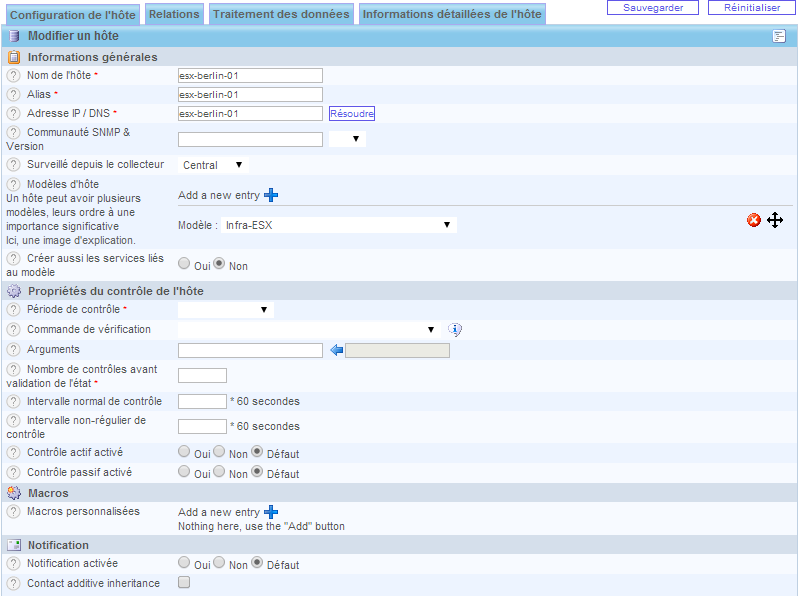 Configuration de l'hôte Relations Traitement des données Informations détaillées de l'hôte Sauvegarder Réinitialiser
Modifier un hôte
Informations générales
? Nom de l'hôte * esx-berlin-01
? Alias * esx-berlin-01
? Adresse IP / DNS * esx-berlin-01 Résoudre
? Communauté SNMP &
Version
? Surveillé depuis le collecteur Central
? Modèles d'hôte
Un hôte peut avoir plusieurs
modèles, leurs ordre à une
importance significative
Ici, une image d'explication.
Add a new entry
Modèle : Infra-ESX
? Créer aussi les services liés
au modèle
Oui Non
Propriétés du contrôle de l'hôte
? Période de contrôle *
? Commande de vérification
? Arguments
? Nombre de contrôles avant
validation de l'état *
? Intervalle normal de contrôle * 60 secondes
? Intervalle non-régulier de
contrôle
* 60 secondes
? Contrôle actif activé Oui Non Défaut
? Contrôle passif activé Oui Non Défaut
Macros
? Macros personnalisées Add a new entry
Nothing here, use the "Add" button
Notification
? Notification activée Oui Non Défaut
? Contact additive inheritance